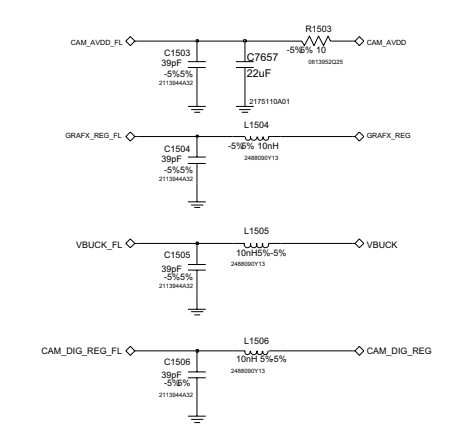 R1503
CAM_AVDD_FL
CAM_AVDD
-5%5% 10
C1503
C7657
39pF
0613952Q25
22uF
-5%5%
2113944A32
2175110A01
L1504
GRAFX_REG_FL
GRAFX_REG
C1504
-5%5% 10nH
39pF
2488090Y13
-5%5%
2113944A32
L1505
VBUCK_FL
VBUCK
C1505
10nH5%-5%
39pF
2488090Y13
-5%5%
2113944A32
L1506
CAM_DIG_REG_FL
CAM_DIG_REG
C1506
10nH 5%-5%
39pF
2488090Y13
-5%5%
2113944A32